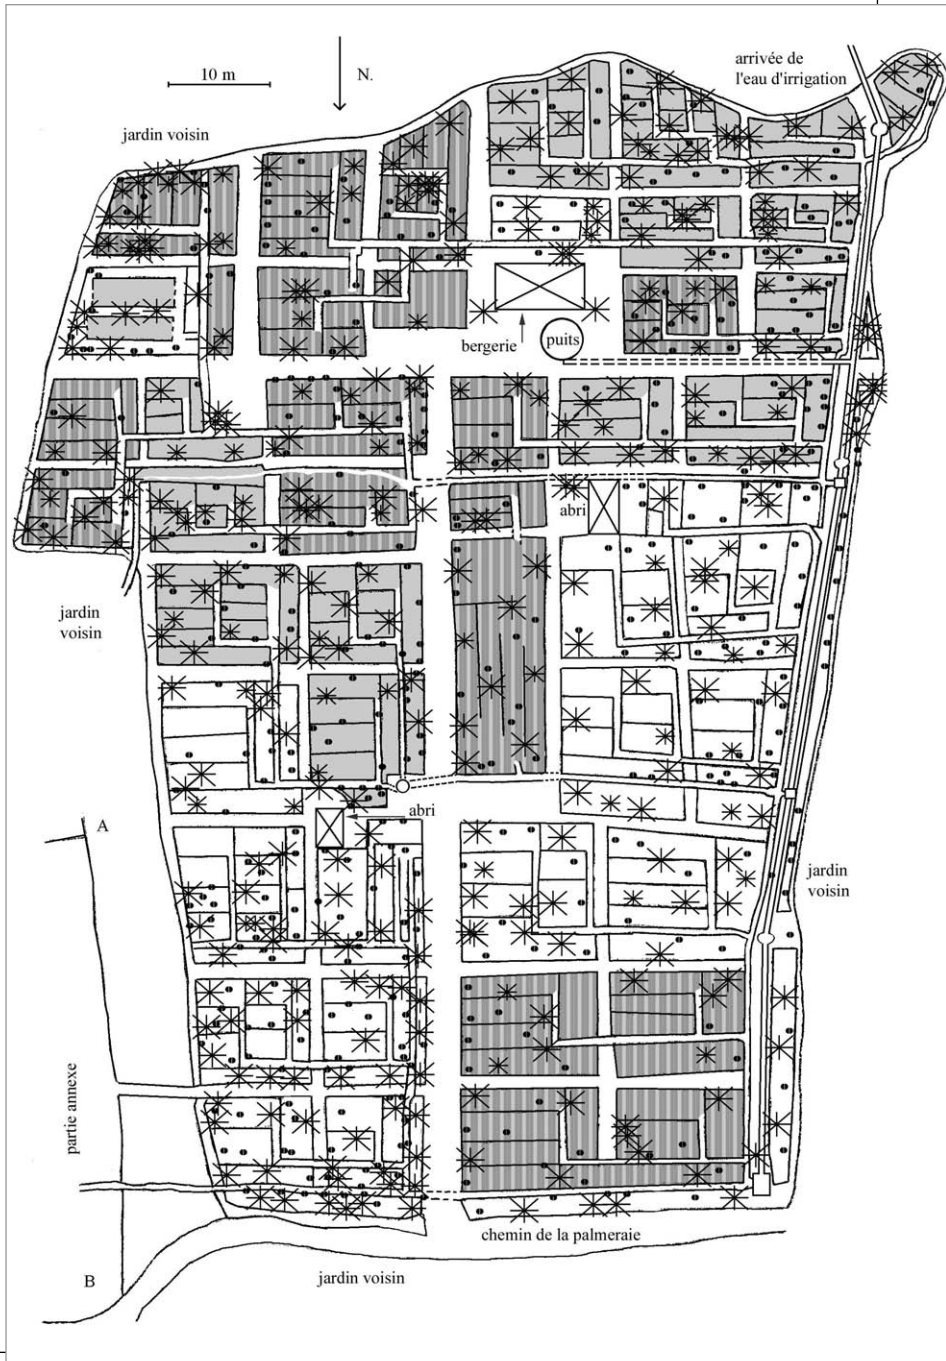 arrivée de
l'eau d'irrigation
10 m
N.
jardin voisin
bergerie
puits
abri
jardin
voisin
abri
A
jardin
voisin
partie annexe
chemin de la palmeraie
B
jardin voisin